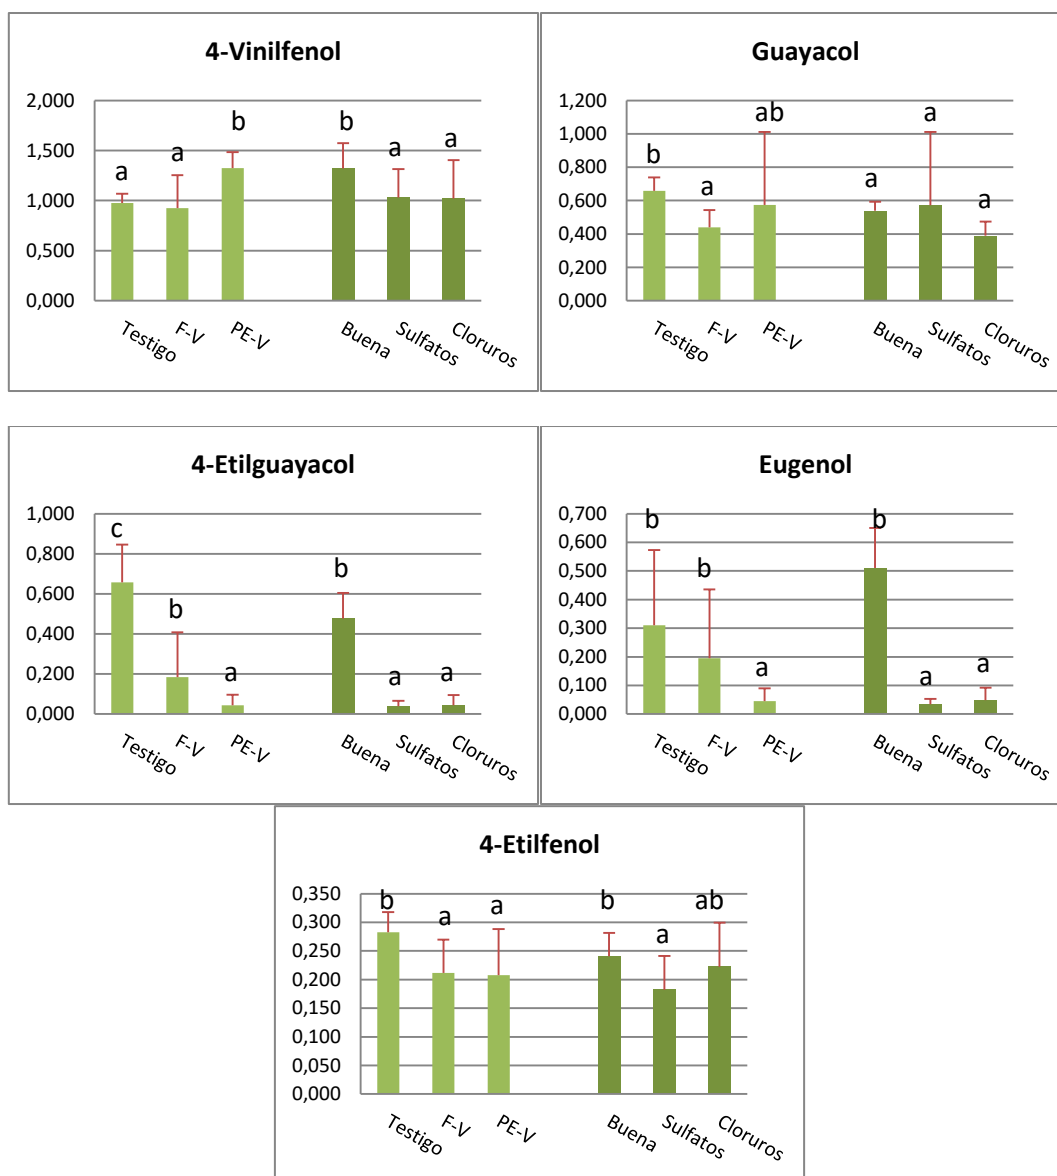 4-Vinilfenol
2,000
1,500
1,000
0,500
0,000
a a b b a a
Testigo F-V PE-V Buena Sulfatos Cloruros
Guayacol
1,200
1,000
0,800
0,600
0,400
0,200
0,000
b a ab a a a
Testigo F-V PE-V Buena Sulfatos Cloruros
4-Etilguayacol
1,000
0,800
0,600
0,400
0,200
0,000
c b a b a a
Testigo F-V PE-V Buena Sulfatos Cloruros
Eugenol
0,700
0,600
0,500
0,400
0,300
0,200
0,100
0,000
b b a b a a
Testigo F-V PE-V Buena Sulfatos Cloruros
4-Etilfenol
0,350
0,300
0,250
0,200
0,150
0,100
0,050
0,000
b a a b a ab
Testigo F-V PE-V Buena Sulfatos Cloruros